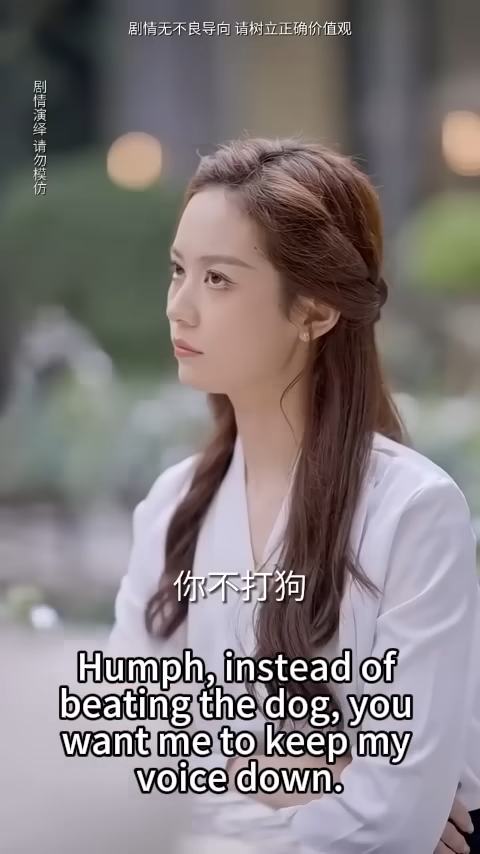 剧情无不良导向 请树立正确价值观
剧情演绎 请勿模仿
你不打狗
Humph, instead of
beating the dog, you
want me to keep my
voice down.